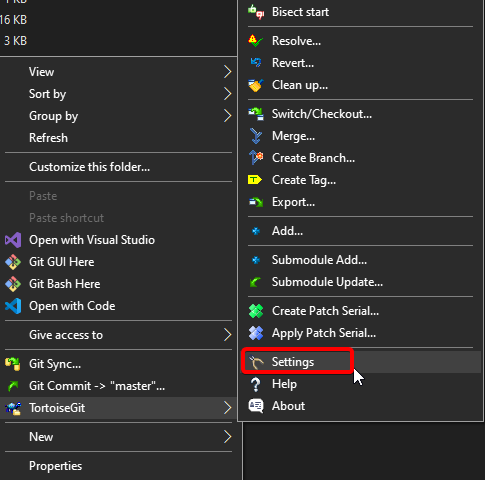 16 KB
3 KB
View
Sort by
Group by
Refresh
Customize this folder...
Paste
Paste shortcut
Open with Visual Studio
Git GUI Here
Git Bash Here
Open with Code
Give access to
Git Sync...
Git Commit -> "master"...
TortoiseGit
New
Properties
Bisect start
Resolve...
Revert...
Clean up...
Switch/Checkout...
Merge...
Create Branch...
Create Tag...
Export...
Add...
Submodule Add...
Submodule Update...
Create Patch Serial...
Apply Patch Serial...
Settings
Help
About